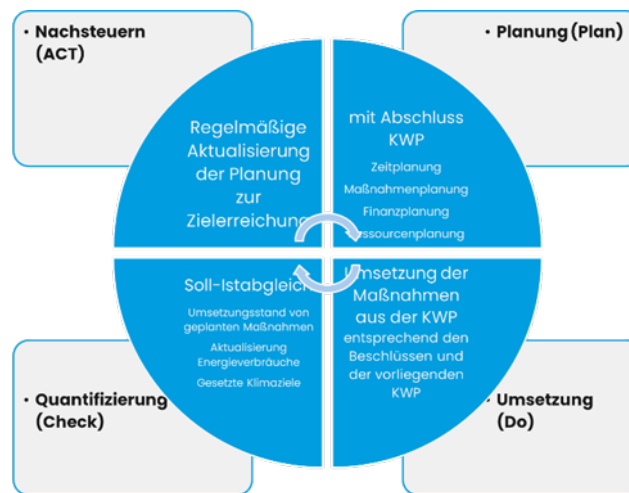 • Nachsteuern
(ACT)
• Planung (Plan)
Regelmäßige
Aktualisierung
der Planung
zur
Zielerreichung
mit Abschluss
KWP
Zeitplanung
Maßnahmenplanung
Finanzplanung
ssourcenplanung
Soll-Istabgleich
Umsetzungsstand von
geplanten Maßnahmen
Aktualisierung
Energieverbräuche
Gesetzte Klimaziele
Umsetzung der
Maßnahmen
aus der KWP
entsprechend den
Beschlüssen und
der vorliegenden
KWP
• Quantifizierung
(Check)
• Umsetzung
(Do)